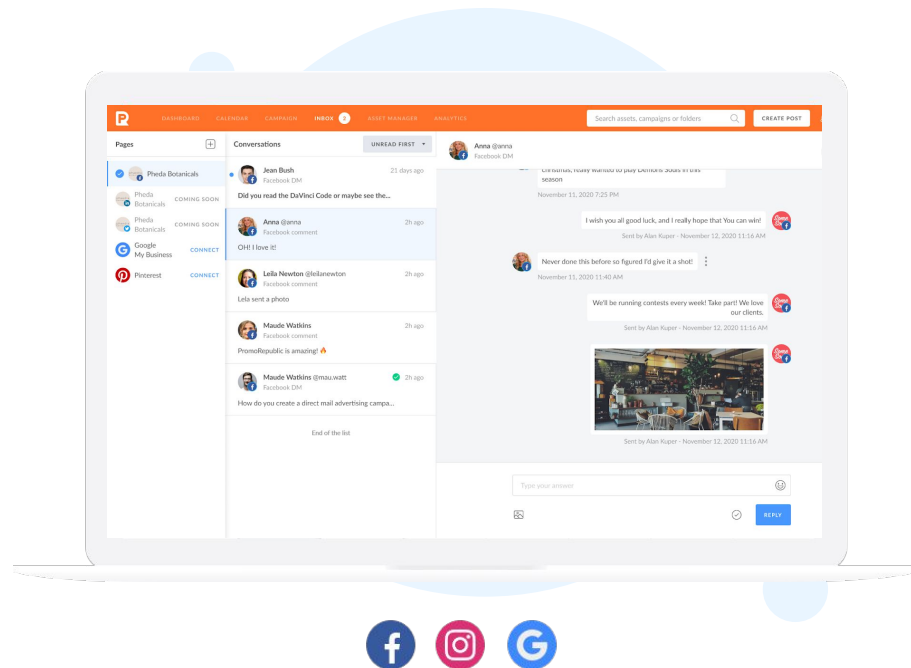 DASHBOARD CALENDAR CAMPAIGN INBOX 2 ASSET MANAGER ANALYTICS
Search assets, campaigns or folders
CREATE POST
Pages
Pheda Botanicals
Pheda
Botanicals
COMING SOON
Pheda
Botanicals
COMING SOON
Google
My Business
CONNECT
Pinterest
CONNECT
Conversations
UNREAD FIRST
Jean Bush
21 days ago
Facebook DM
Did you read the DaVinci Code or maybe see the...
Anna @anna
2h ago
Facebook comment
OH! I love it!
Leila Newton @leilanewton
2h ago
Facebook comment
Lela sent a photo
Maude Watkins
2h ago
Facebook comment
PromoRepublic is amazing! 🔥
Maude Watkins @mau.watt
2h ago
Facebook DM
How do you create a direct mail advertising campa...
End of the list
Anna @anna
Facebook DM
christmas, really wanted to play Demons Souls in this
season
November 11, 2020 7:25 PM
I wish you all good luck, and I really hope that You can win!
Sent by Alan Kuper - November 12, 2020 11:16 AM
Never done this before so figured I'd give it a shot!
November 11, 2020 11:40 AM
We'll be running contests every week! Take part! We love
our clients.
Sent by Alan Kuper - November 12, 2020 11:16 AM
Sent by Alan Kuper - November 12, 2020 11:16 AM
Type your answer
REPLY